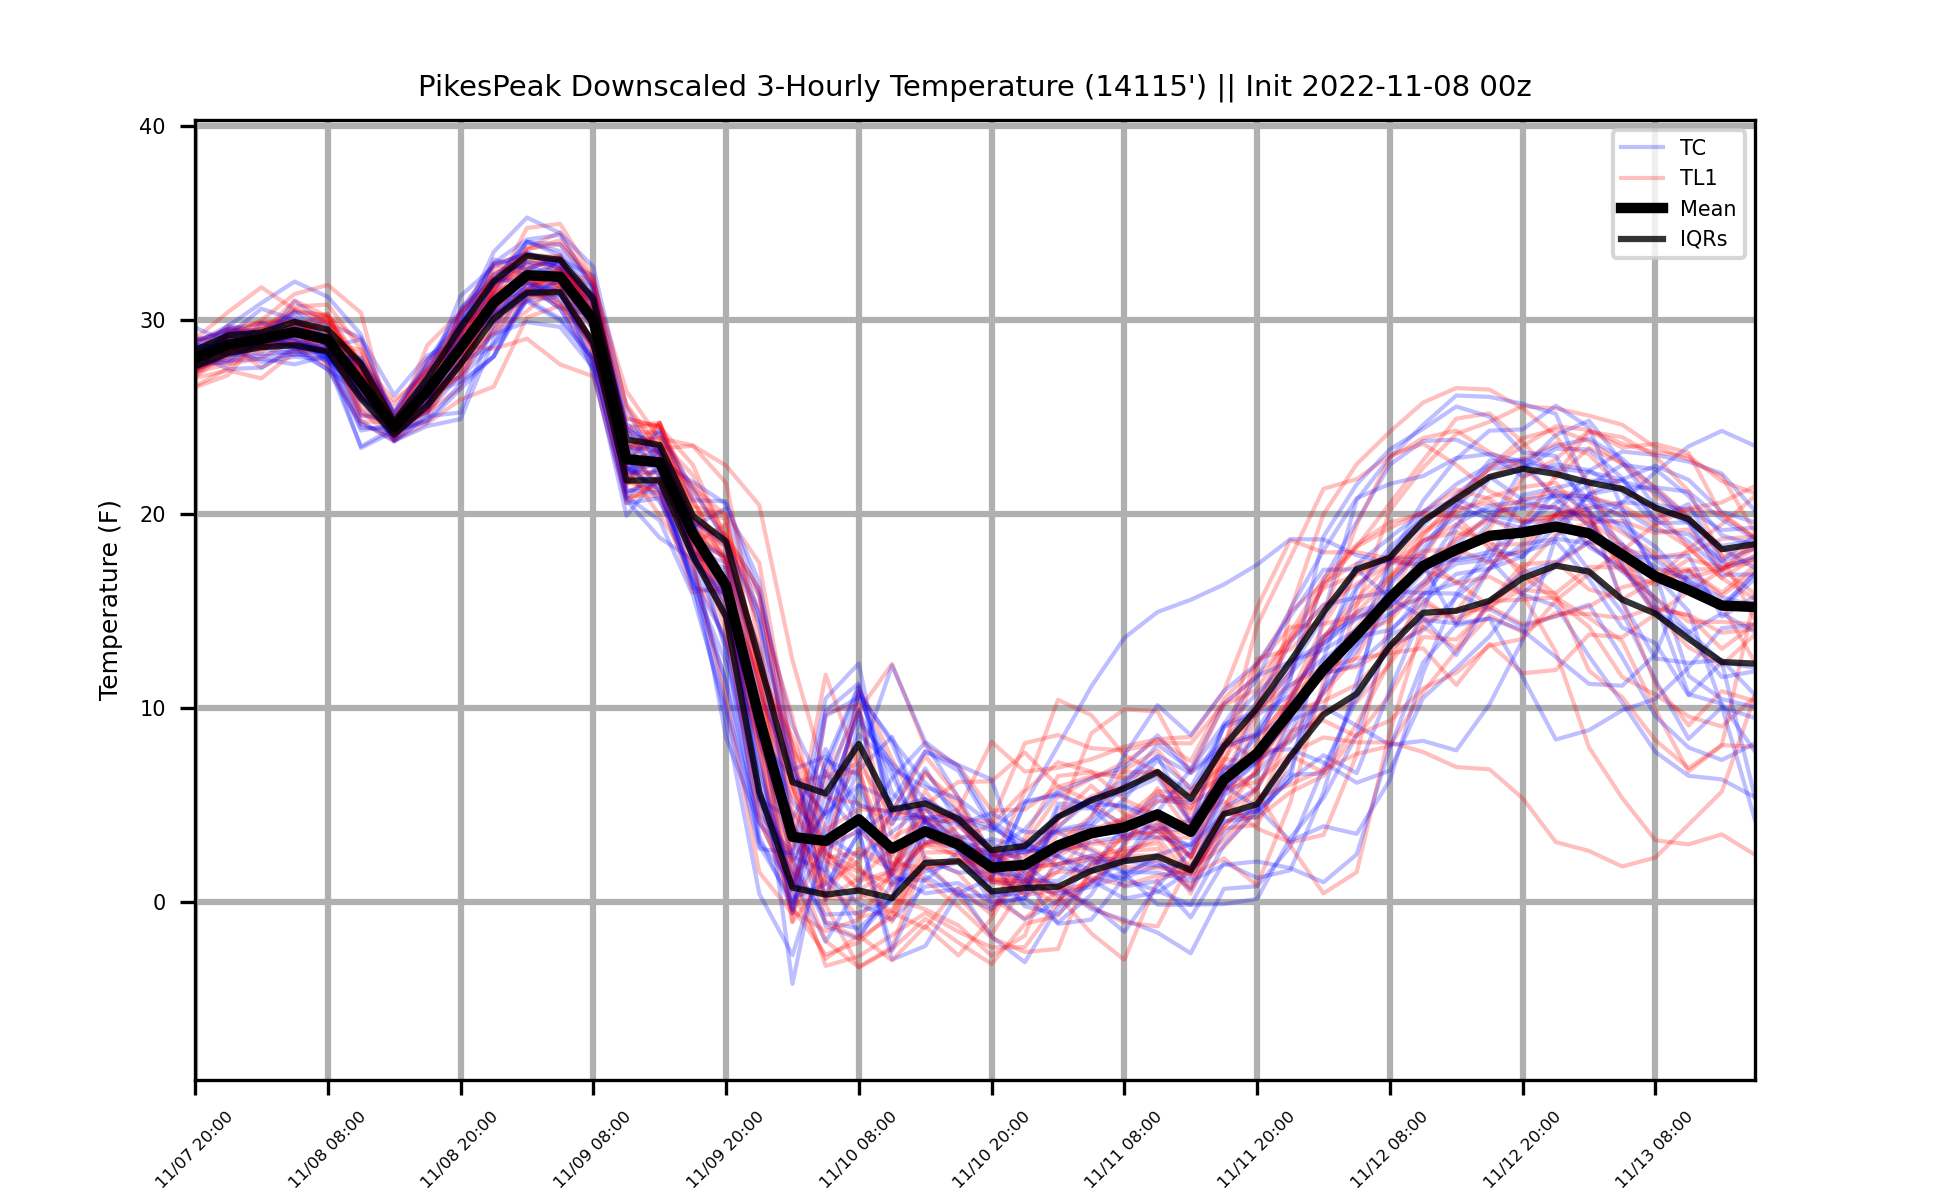 PikesPeak Downscaled 3-Hourly Temperature (14115') || Init 2022-11-08 00z
TC
TL1
Mean
IQRs
Temperature (F)
40
30
20
10
0
11/07 20:00
11/08 08:00
11/08 20:00
11/09 08:00
11/09 20:00
11/10 08:00
11/10 20:00
11/11 08:00
11/11 20:00
11/12 08:00
11/12 20:00
11/13 08:00